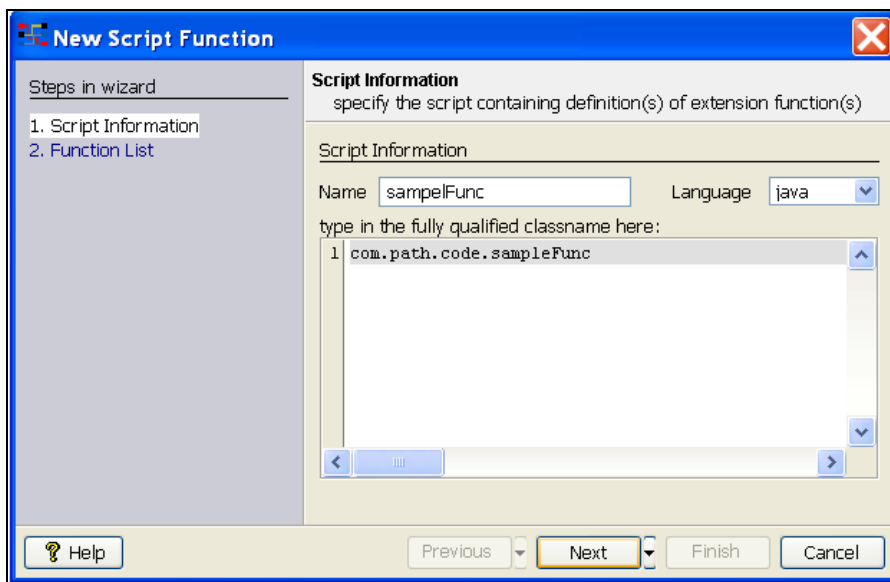 New Script Function
Steps in wizard
1. Script Information
2. Function List
Script Information
specify the script containing definition(s) of extension function(s)
Script Information
Name sampelFunc Language java
type in the fully qualified classname here:
1 com.path.code.sampleFunc
Help Previous Next Finish Cancel